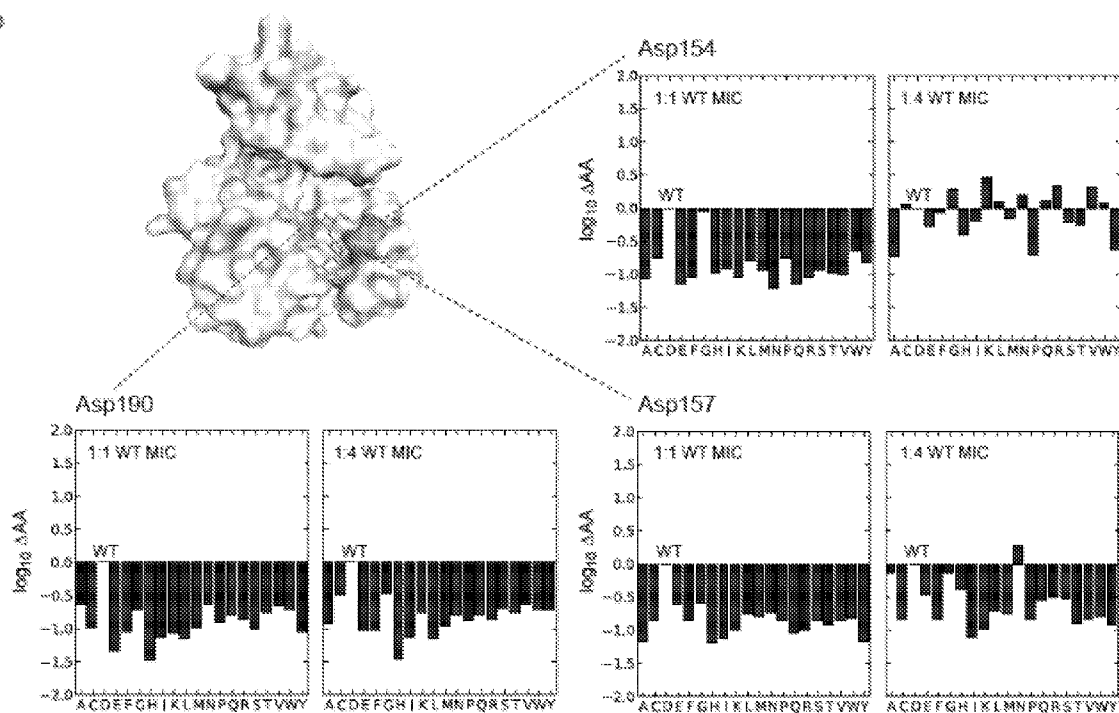 Asp154
2.0
1.5
1.0
0.5
0.0
−0.5
−1.0
−1.5
−2.0
log10 ΔAA
1:1 WT MIC
WT
ACDEFGHIKLMNPQRSTVWY
1:4 WT MIC
WT
ACDEFGHIKLMNPQRSTVWY
Asp190
2.0
1.5
1.0
0.5
0.0
−0.5
−1.0
−1.5
−2.0
log10 ΔAA
1:1 WT MIC
WT
ACDEFGHIKLMNPQRSTVWY
1:4 WT MIC
WT
ACDEFGHIKLMNPQRSTVWY
Asp157
2.0
1.5
1.0
0.5
0.0
−0.5
−1.0
−1.5
−2.0
log10 ΔAA
1:1 WT MIC
WT
ACDEFGHIKLMNPQRSTVWY
1:4 WT MIC
WT
ACDEFGHIKLMNPQRSTVWY